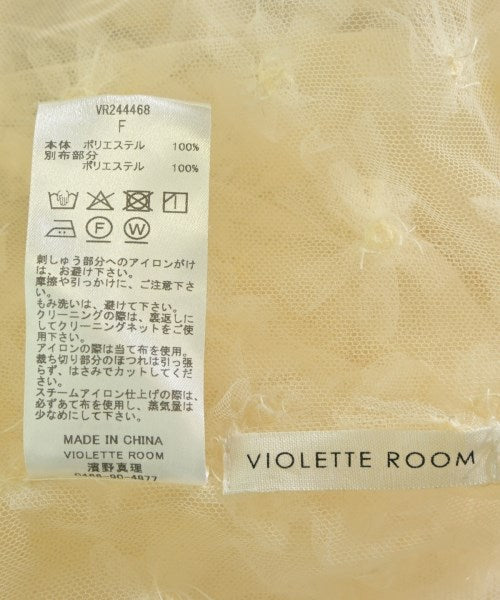 VR244468
F
本体 ポリエステル 100%
別布部分
ポリエステル 100%
F W
刺しゅう部分へのアイロンがけ
は、お避け下さい。
摩擦や引っかけに、ご注意下さ
い。
もみ洗いは、避けて下さい。
クリーニングの際は、裏返しに
してクリーニングネットをご使
用下さい。
アイロンの際は当て布を使用。
裁ち切り部分のほつれは引っ張
らず、はさみでカットしてくだ
さい。
スチームアイロン仕上げの際は、
必ずあて布を使用し、蒸気量は
少なめにして下さい。
MADE IN CHINA
VIOLETTE ROOM
濱野真理
VIOLETTE ROOM